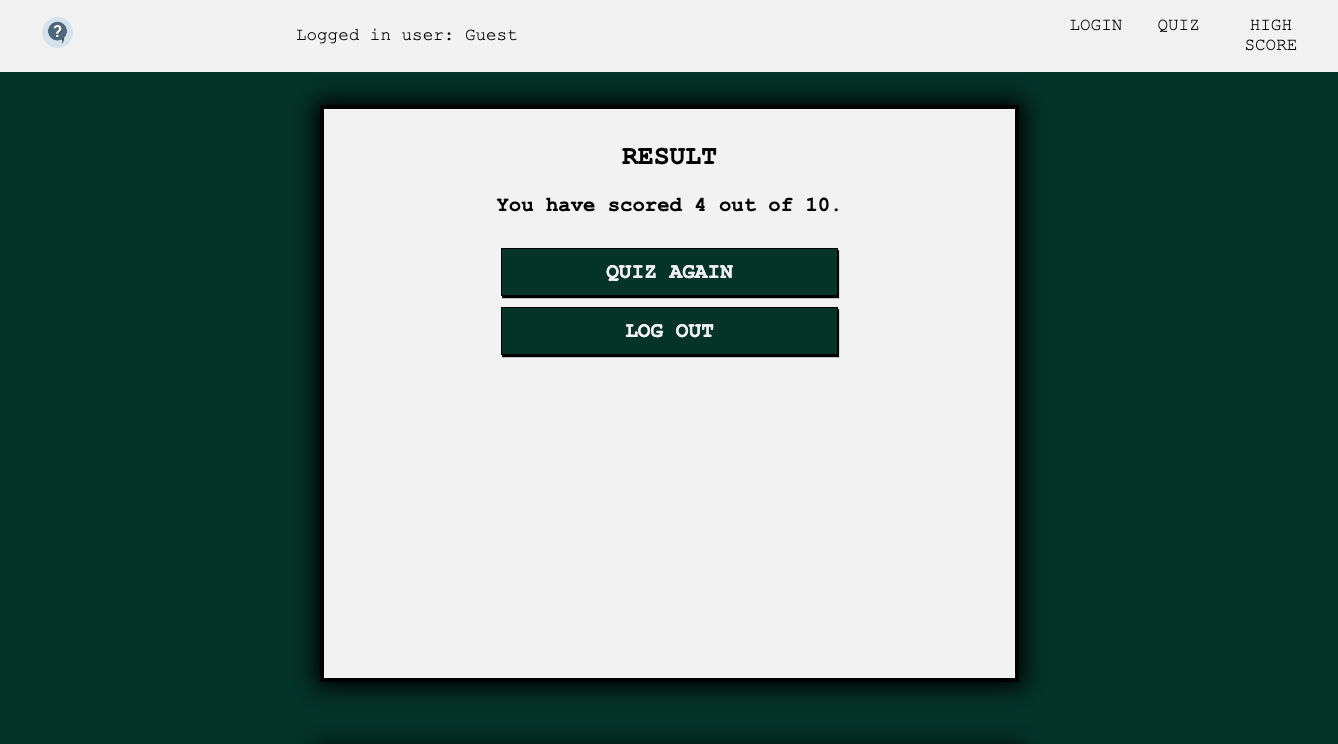 ?
Logged in user: Guest
LOGIN
QUIZ
HIGH
SCORE
RESULT
You have scored 4 out of 10.
QUIZ AGAIN
LOG OUT